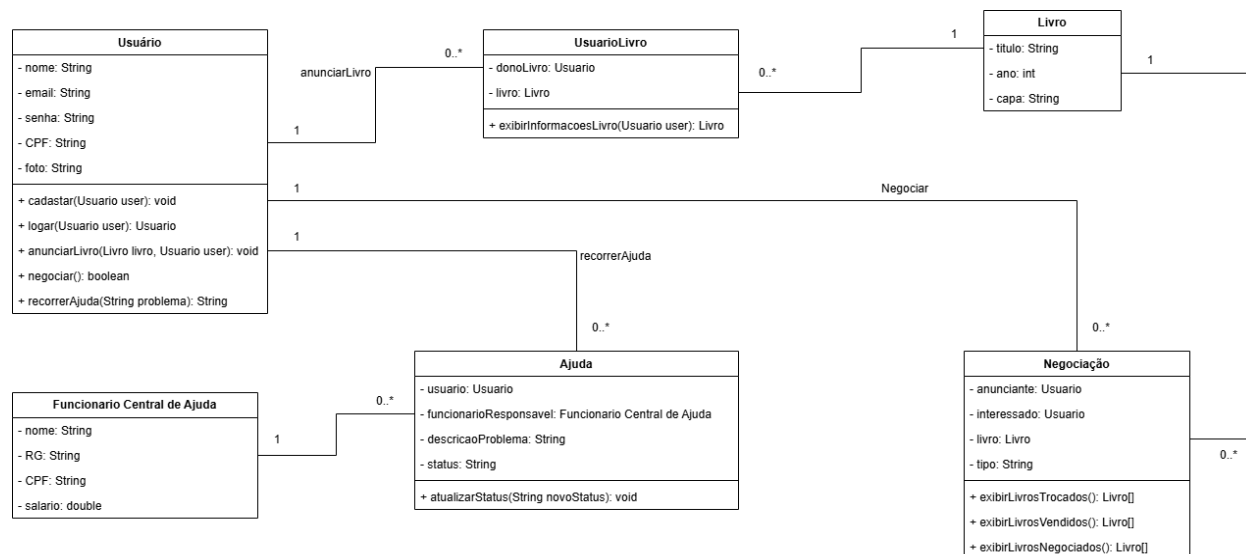 Usuário
- nome: String
- email: String
- senha: String
- CPF: String
- foto: String
+ cadastar(Usuario user): void
+ logar(Usuario user): Usuario
+ anunciarLivro(Livro livro, Usuario user): void
+ negociar(): boolean
+ recorrerAjuda(String problema): String
anunciarLivro
1
0..*
UsuarioLivro
- donoLivro: Usuario
- livro: Livro
+ exibirInformacoesLivro(Usuario user): Livro
0..*
1
Livro
- titulo: String
- ano: int
- capa: String
1
1
Negociar
0..*
1
recorrerAjuda
0..*
Funcionario Central de Ajuda
- nome: String
- RG: String
- CPF: String
- salario: double
1
0..*
Ajuda
- usuario: Usuario
- funcionarioResponsavel: Funcionario Central de Ajuda
- descricaoProblema: String
- status: String
+ atualizarStatus(String novoStatus): void
Negociação
- anunciante: Usuario
- interessado: Usuario
- livro: Livro
- tipo: String
+ exibirLivrosTrocados(): Livro[]
+ exibirLivrosVendidos(): Livro[]
+ exibirLivrosNegociados(): Livro[]
0..*